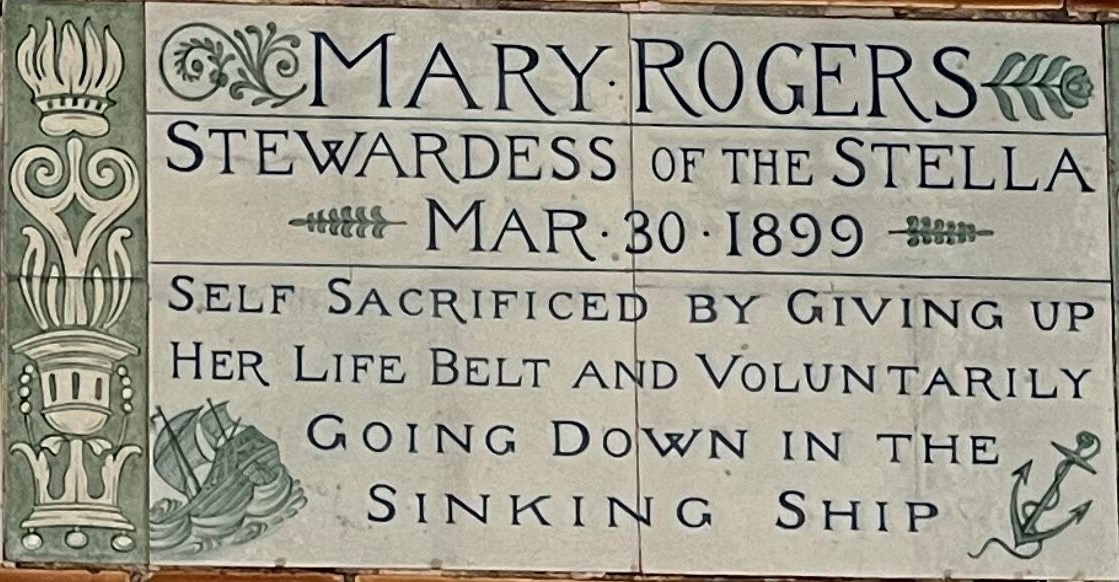 MARY · ROGERS
STEWARDESS OF THE STELLA
MAR · 30 · 1899
SELF SACRIFICED BY GIVING UP
HER LIFE BELT AND VOLUNTARILY
GOING DOWN IN THE
SINKING SHIP